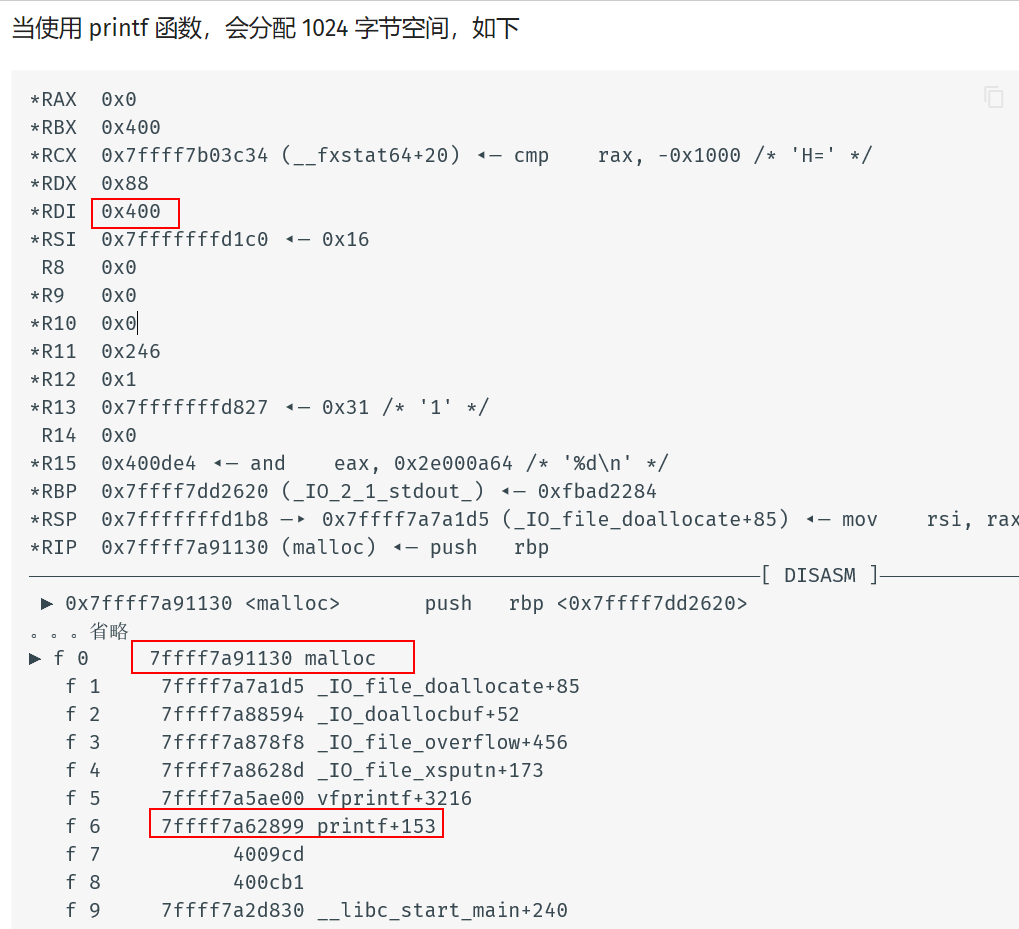 当使用 printf 函数，会分配 1024 字节空间，如下
*RAX 0x0
*RBX 0x400
*RCX 0x7ffff7b03c34 (__fxstat64+20) ◂— cmp rax, -0x1000 /* 'H=' */
*RDX 0x88
*RDI 0x400
*RSI 0x7fffffffd1c0 ◂— 0x16
R8 0x0
*R9 0x0
*R10 0x0
*R11 0x246
*R12 0x1
*R13 0x7fffffffd827 ◂— 0x31 /* '1' */
R14 0x0
*R15 0x400de4 ◂— and eax, 0x2e000a64 /* '%d\n' */
*RBP 0x7ffff7dd2620 (_IO_2_1_stdout_) ◂— 0xfbad2284
*RSP 0x7fffffffd1b8 —▸ 0x7ffff7a7a1d5 (_IO_file_doallocate+85) ◂— mov rsi, rax
*RIP 0x7ffff7a91130 (malloc) ◂— push rbp
[ DISASM ]
► 0x7ffff7a91130 <malloc> push rbp <0x7ffff7dd2620>
。。。省略
► f 0 7ffff7a91130 malloc
f 1 7ffff7a7a1d5 _IO_file_doallocate+85
f 2 7ffff7a88594 _IO_doallocbuf+52
f 3 7ffff7a878f8 _IO_file_overflow+456
f 4 7ffff7a8628d _IO_file_xsputn+173
f 5 7ffff7a5ae00 vfprintf+3216
f 6 7ffff7a62899 printf+153
f 7 4009cd
f 8 400cb1
f 9 7ffff7a2d830 __libc_start_main+240